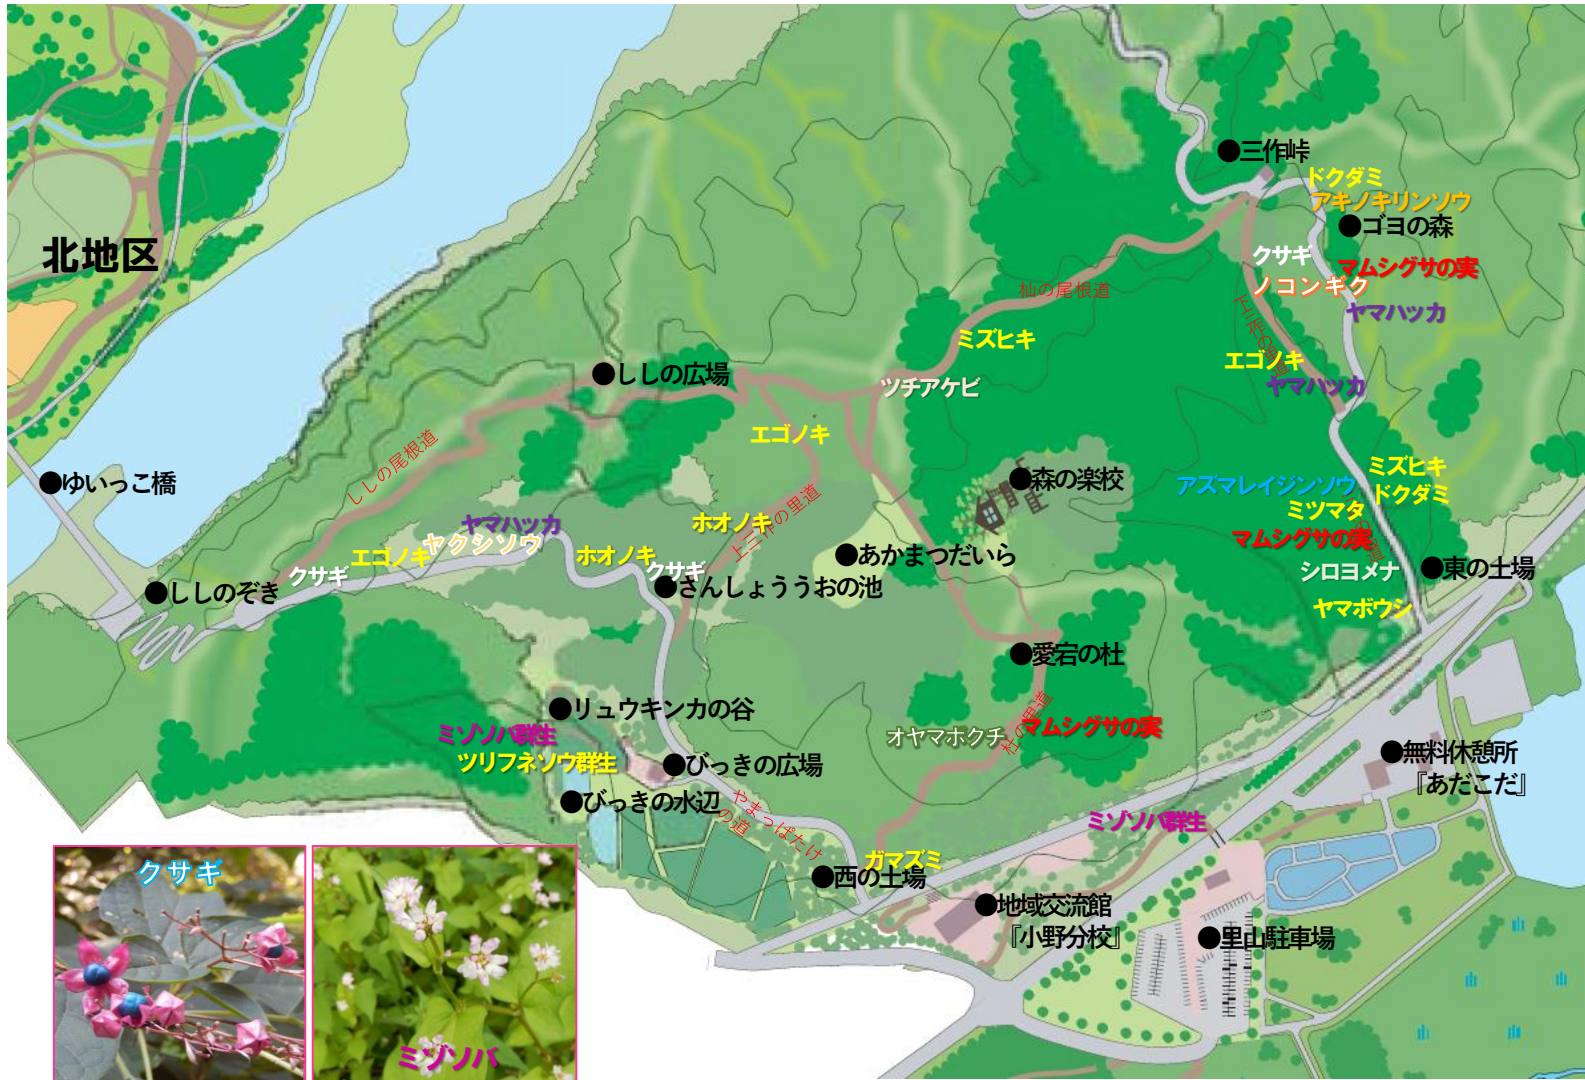 ●三作峠
ドクダミ
アキノキリンソウ
●ゴヨの森
北地区
クサギ
マムシグサの実
ノコンギク
杣の尾根道
ヤマハッカ
ミズヒキ
エゴノキ
ヤマハッカ
●ししの広場
ツチアケビ
エゴノキ
ししの尾根道
ミズヒキ
●ゆいっこ橋
●森の楽校
アズマレイジンソウ
ドクダミ
ミツマタ
ヤマハッカ
ホオノキ
上三作の里道
マムシグサの実
ヤクシソウ
エゴノキ
ホオノキ
●あかまつだいら
クサギ
クサギ
シロヨメナ
●東の土場
●ししのぞき
●さんしょううおの池
ヤマボウシ
●愛宕の杜
●リュウキンカの谷
ミゾソバ群生
オヤマホクチ
杜の里道
マムシグサの実
ツリフネソウ群生
●びっきの広場
●無料休憩所
『あだこだ』
●びっきの水辺
やまっぱたけ
の道
ミゾソバ群生
ガマズミ
●西の土場
クサギ
●地域交流館
『小野分校』
●里山駐車場
ミゾソバ